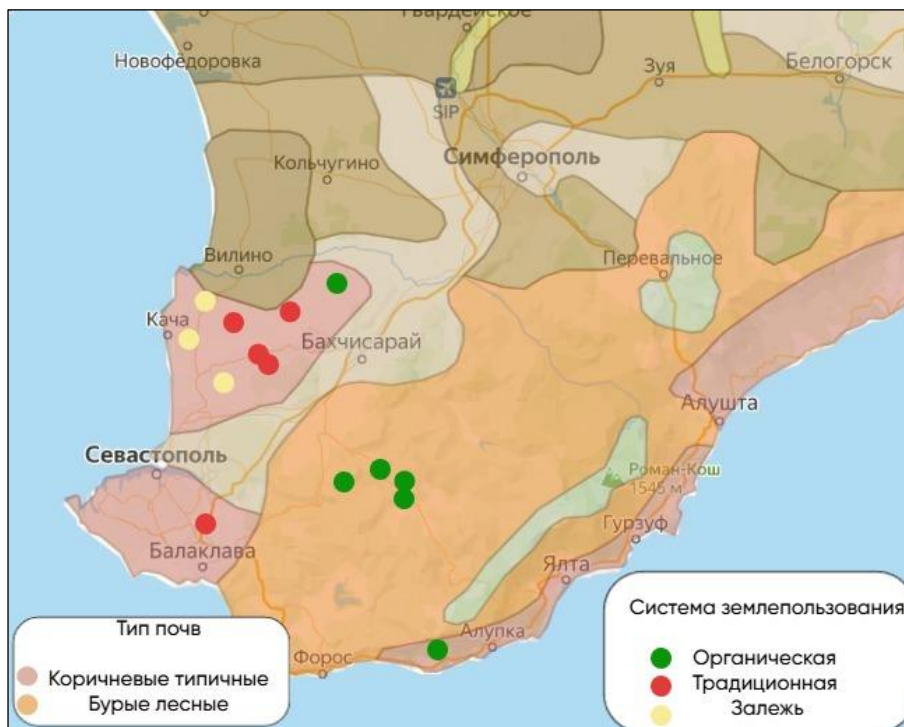 Гвардейское
Новофёдоровка
Зуя
Белогорск
SIP
Кольчугино
Симферополь
Вилино
Перевальное
Кача
Бахчисарай
Алушта
Севастополь
Роман-Кош
1545 м
Гурзуф
Балаклава
Ялта
Алупка
Форос
Тип почв
Коричневые типичные
Бурые лесные
Система землепользования
Органическая
Традиционная
Залежь